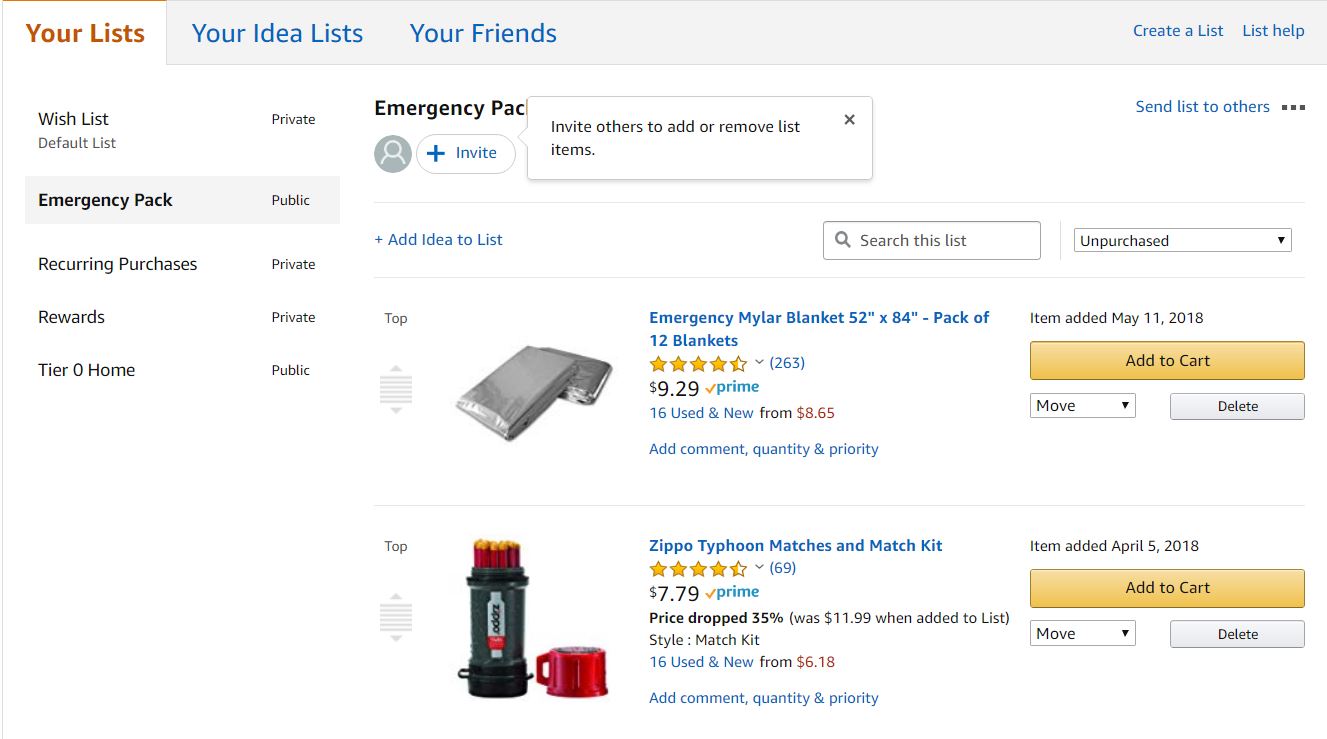 Your Lists
Your Idea Lists
Your Friends
Create a List
List help
Wish List
Private
Default List
Emergency Pack
Public
Recurring Purchases
Private
Rewards
Private
Tier 0 Home
Public
Emergency Pac
Invite others to add or remove list
items.
Send list to others
+ Invite
+ Add Idea to List
Search this list
Unpurchased
Top
Emergency Mylar Blanket 52" x 84" - Pack of
12 Blankets
(263)
$9.29 prime
16 Used & New from $8.65
Add comment, quantity & priority
Item added May 11, 2018
Add to Cart
Move
Delete
Top
zippo
Zippo Typhoon Matches and Match Kit
(69)
$7.79 prime
Price dropped 35% (was $11.99 when added to List)
Style : Match Kit
16 Used & New from $6.18
Add comment, quantity & priority
Item added April 5, 2018
Add to Cart
Move
Delete